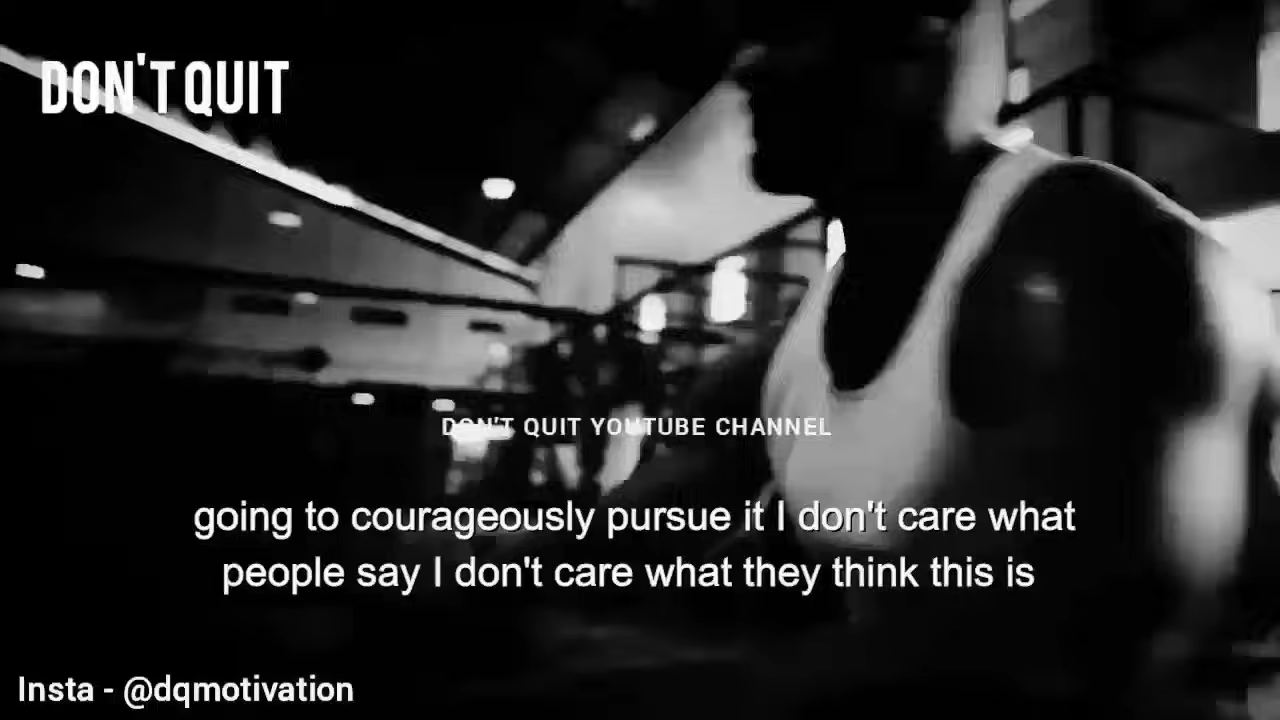 DON'T QUIT
DON'T QUIT YOUTUBE CHANNEL
going to courageously pursue it I don't care what
people say I don't care what they think this is
Insta - @dqmotivation